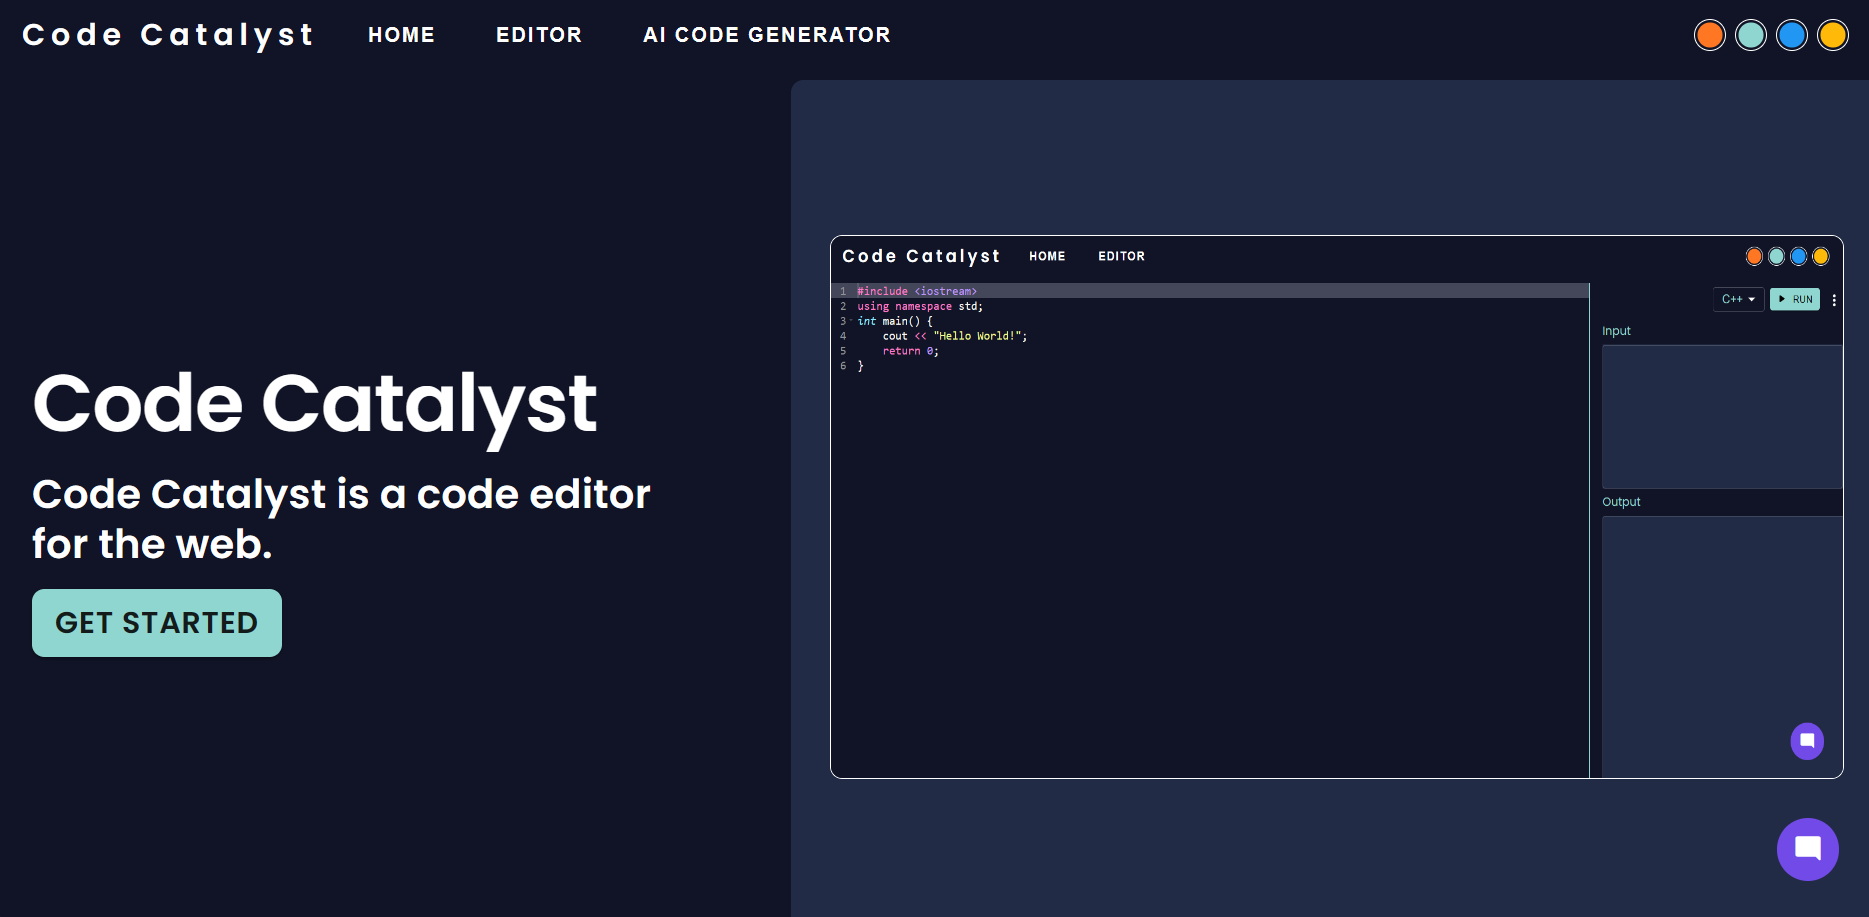 Code Catalyst HOME EDITOR AI CODE GENERATOR
Code Catalyst
Code Catalyst is a code editor
for the web.
GET STARTED
Code Catalyst HOME EDITOR
1 #include <iostream>
2 using namespace std;
3 int main() {
4 cout << "Hello World!";
5 return 0;
6 }
C++ RUN
Input
Output